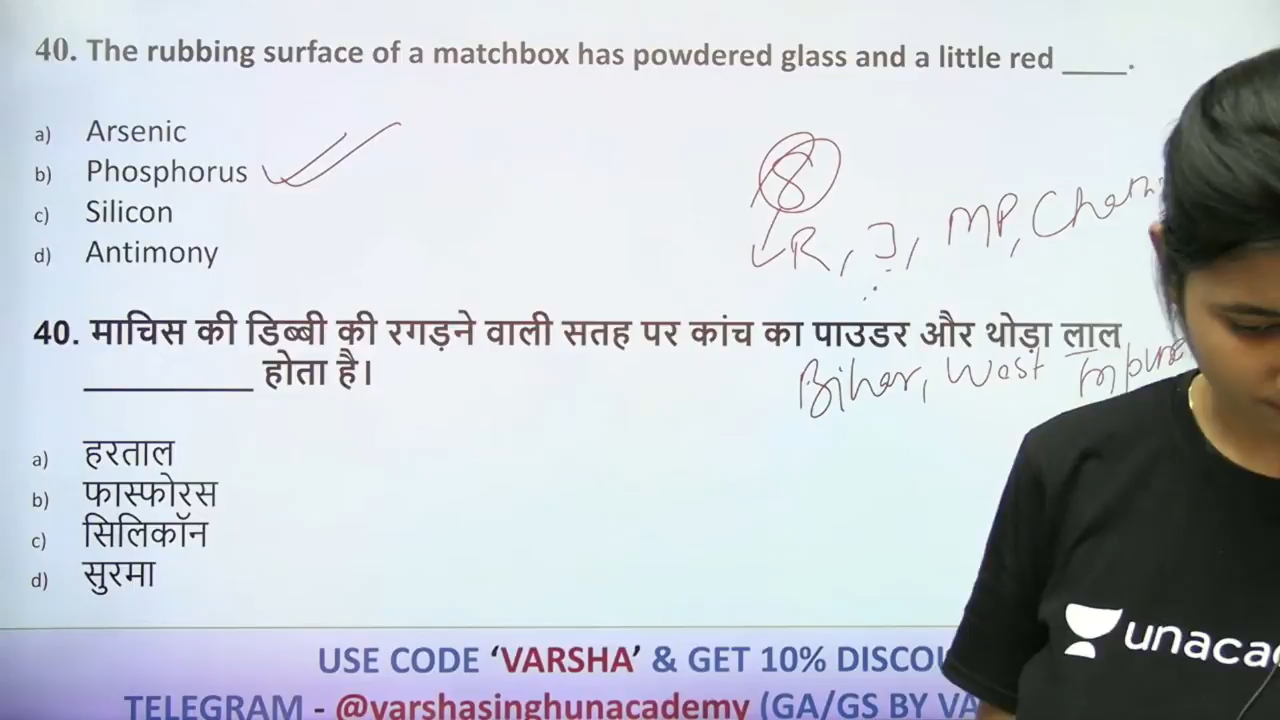 40. The rubbing surface of a matchbox has powdered glass and a little red ____.
a) Arsenic
b) Phosphorus
c) Silicon
d) Antimony
8
R, J, MP,
40. माचिस की डिब्बी की रगड़ने वाली सतह पर कांच का पाउडर और थोड़ा लाल
__________ होता है।
Bihar, West
a) हरताल
b) फास्फोरस
c) सिलिकॉन
d) सुरमा
unaca
USE CODE ‘VARSHA’ & GET 10% DISCOU
TELEGRAM - @varshasinghunacademy (GA/GS BY VA